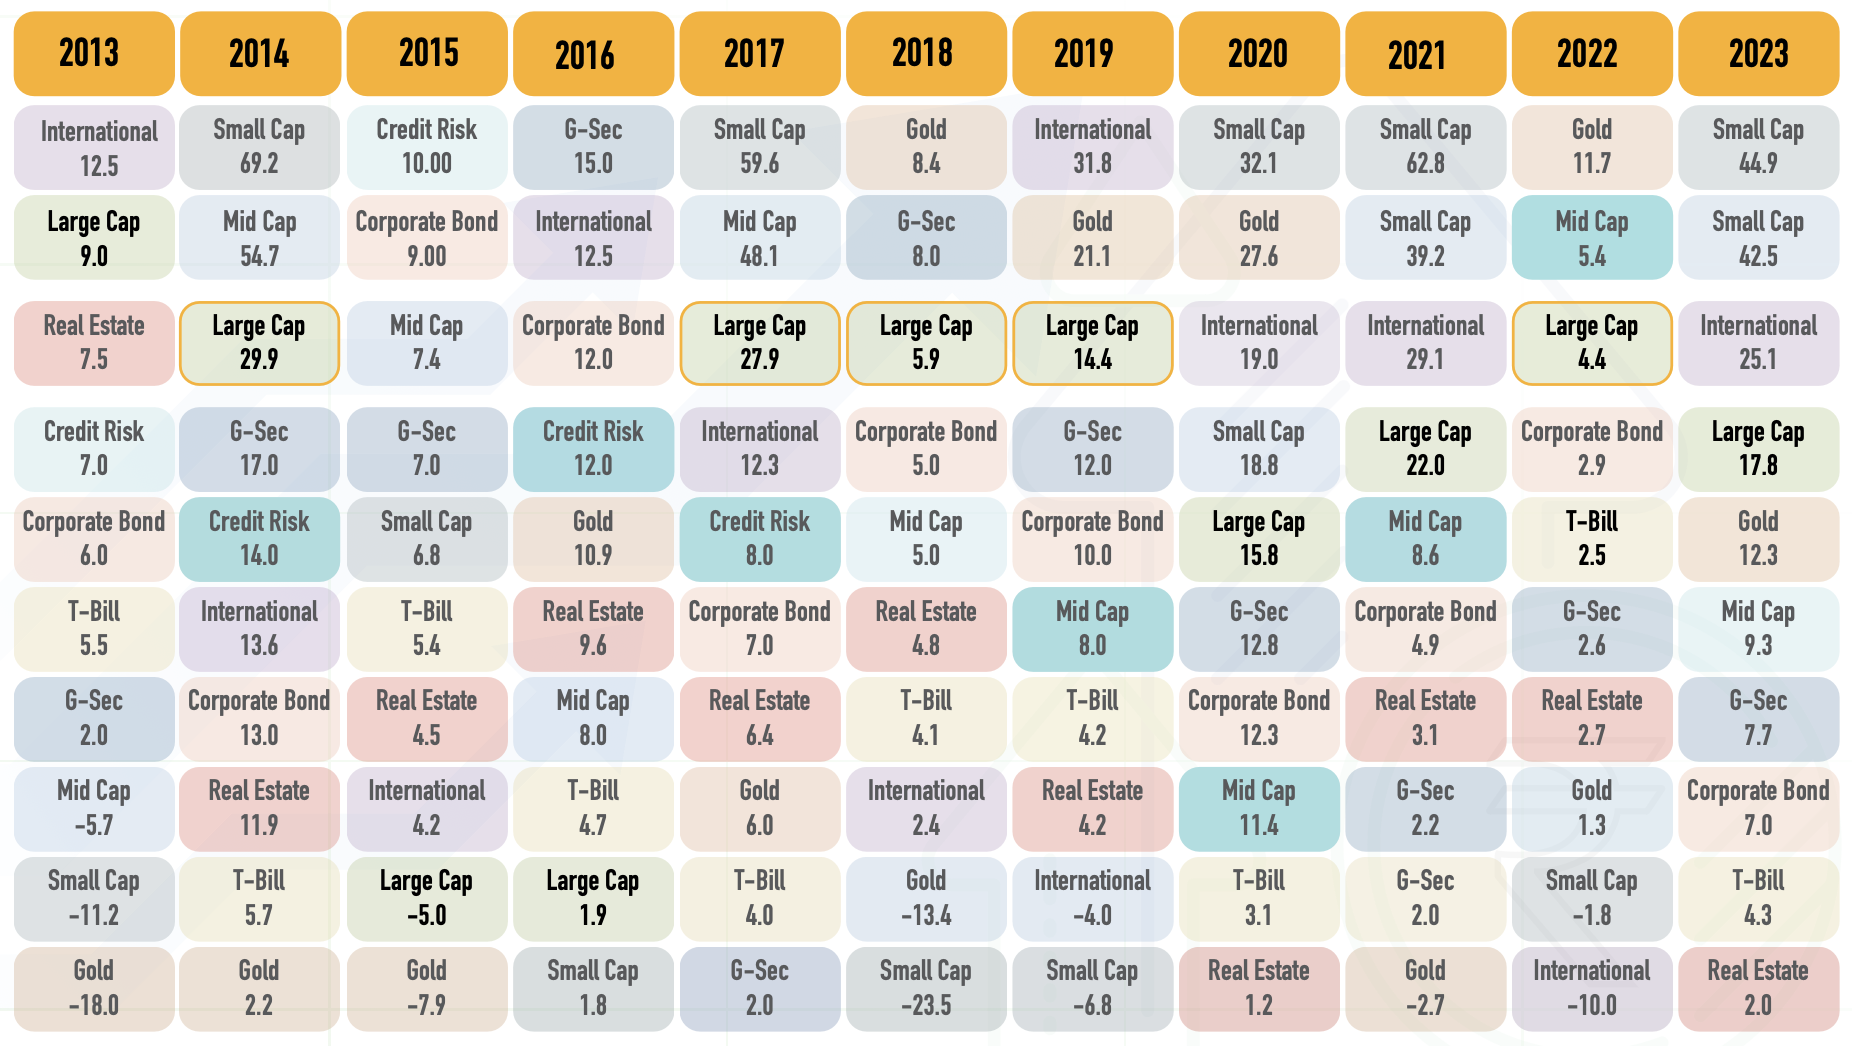 2013 2014 2015 2016 2017 2018 2019 2020 2021 2022 2023
International Small Cap Credit Risk G-Sec Small Cap Gold International Small Cap Small Cap Gold Small Cap
12.5 69.2 10.00 15.0 59.6 8.4 31.8 32.1 62.8 11.7 44.9
Large Cap Mid Cap Corporate Bond International Mid Cap G-Sec Gold Gold Small Cap Mid Cap Small Cap
9.0 54.7 9.00 12.5 48.1 8.0 21.1 27.6 39.2 5.4 42.5
Real Estate Large Cap Mid Cap Corporate Bond Large Cap Large Cap Large Cap International International Large Cap International
7.5 29.9 7.4 12.0 27.9 5.9 14.4 19.0 29.1 4.4 25.1
Credit Risk G-Sec G-Sec Credit Risk International Corporate Bond G-Sec Small Cap Large Cap Corporate Bond Large Cap
7.0 17.0 7.0 12.0 12.3 5.0 12.0 18.8 22.0 2.9 17.8
Corporate Bond Credit Risk Small Cap Gold Credit Risk Mid Cap Corporate Bond Large Cap Mid Cap T-Bill Gold
6.0 14.0 6.8 10.9 8.0 5.0 10.0 15.8 8.6 2.5 12.3
T-Bill International T-Bill Real Estate Corporate Bond Real Estate Mid Cap G-Sec Corporate Bond G-Sec Mid Cap
5.5 13.6 5.4 9.6 7.0 4.8 8.0 12.8 4.9 2.6 9.3
G-Sec Corporate Bond Real Estate Mid Cap Real Estate T-Bill T-Bill Corporate Bond Real Estate Real Estate G-Sec
2.0 13.0 4.5 8.0 6.4 4.1 4.2 12.3 3.1 2.7 7.7
Mid Cap Real Estate International T-Bill Gold International Real Estate Mid Cap G-Sec Gold Corporate Bond
-5.7 11.9 4.2 4.7 6.0 2.4 4.2 11.4 2.2 1.3 7.0
Small Cap T-Bill Large Cap Large Cap T-Bill Gold International T-Bill G-Sec Small Cap T-Bill
-11.2 5.7 -5.0 1.9 4.0 -13.4 -4.0 3.1 2.0 -1.8 4.3
Gold Gold Gold Small Cap G-Sec Small Cap Small Cap Real Estate Gold International Real Estate
-18.0 2.2 -7.9 1.8 2.0 -23.5 -6.8 1.2 -2.7 -10.0 2.0